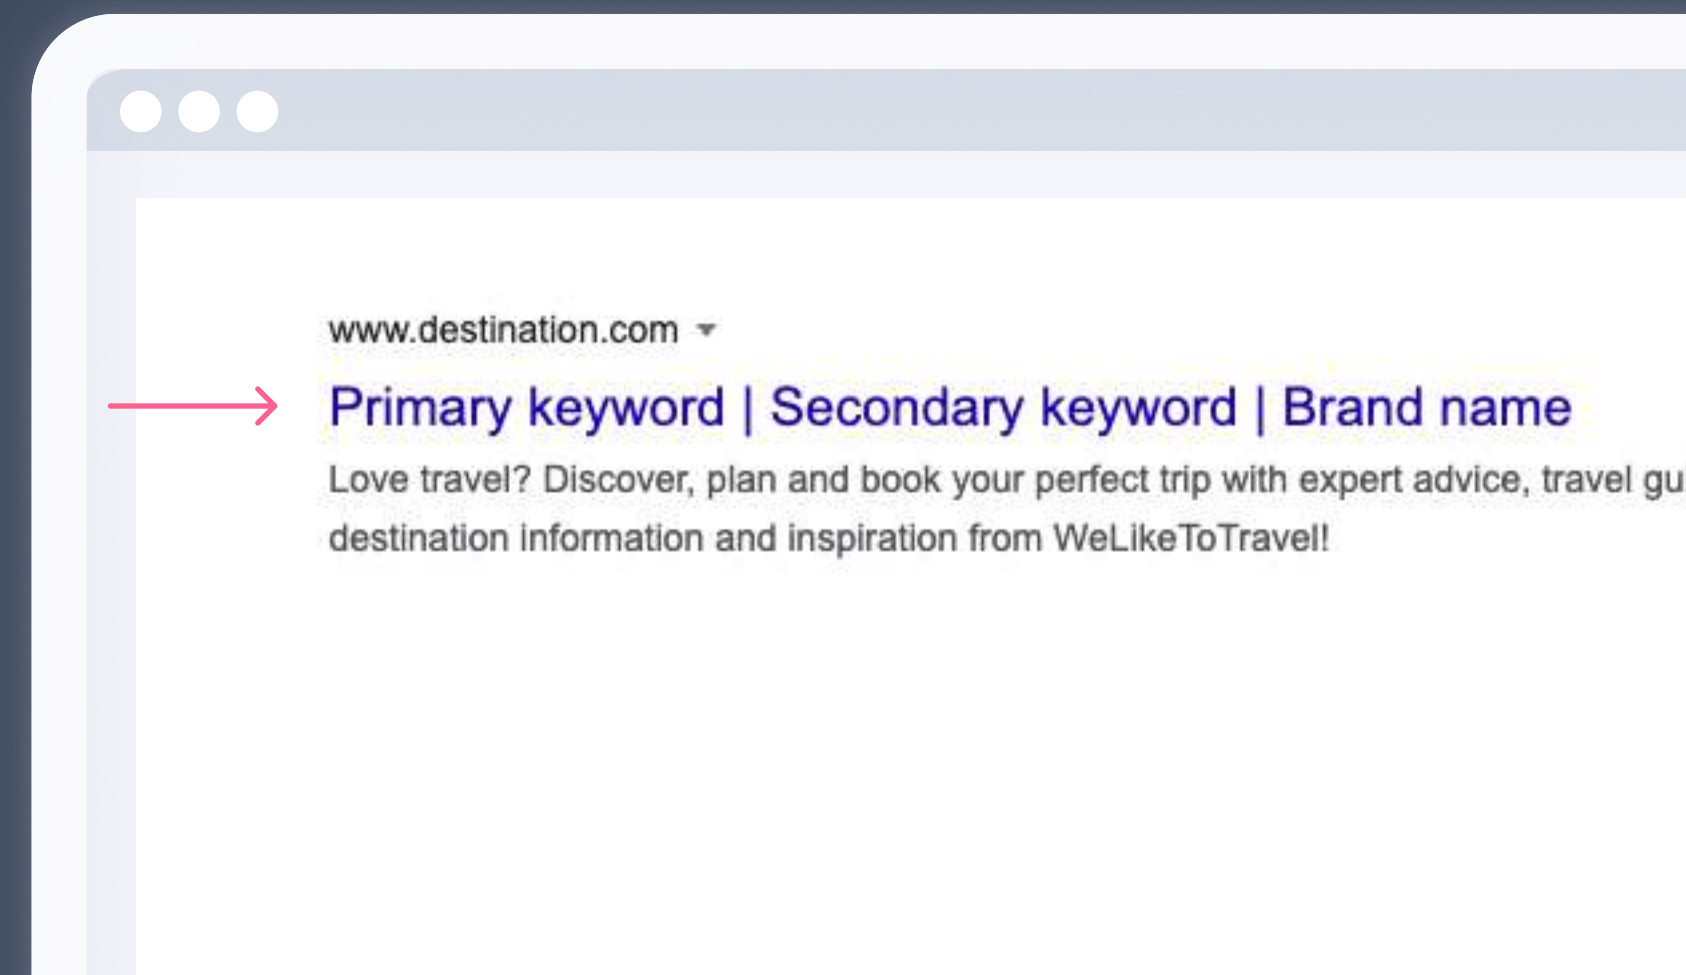 www.destination.com
Primary keyword | Secondary keyword | Brand name
Love travel? Discover, plan and book your perfect trip with expert advice, travel
destination information and inspiration from WeLikeToTravel!